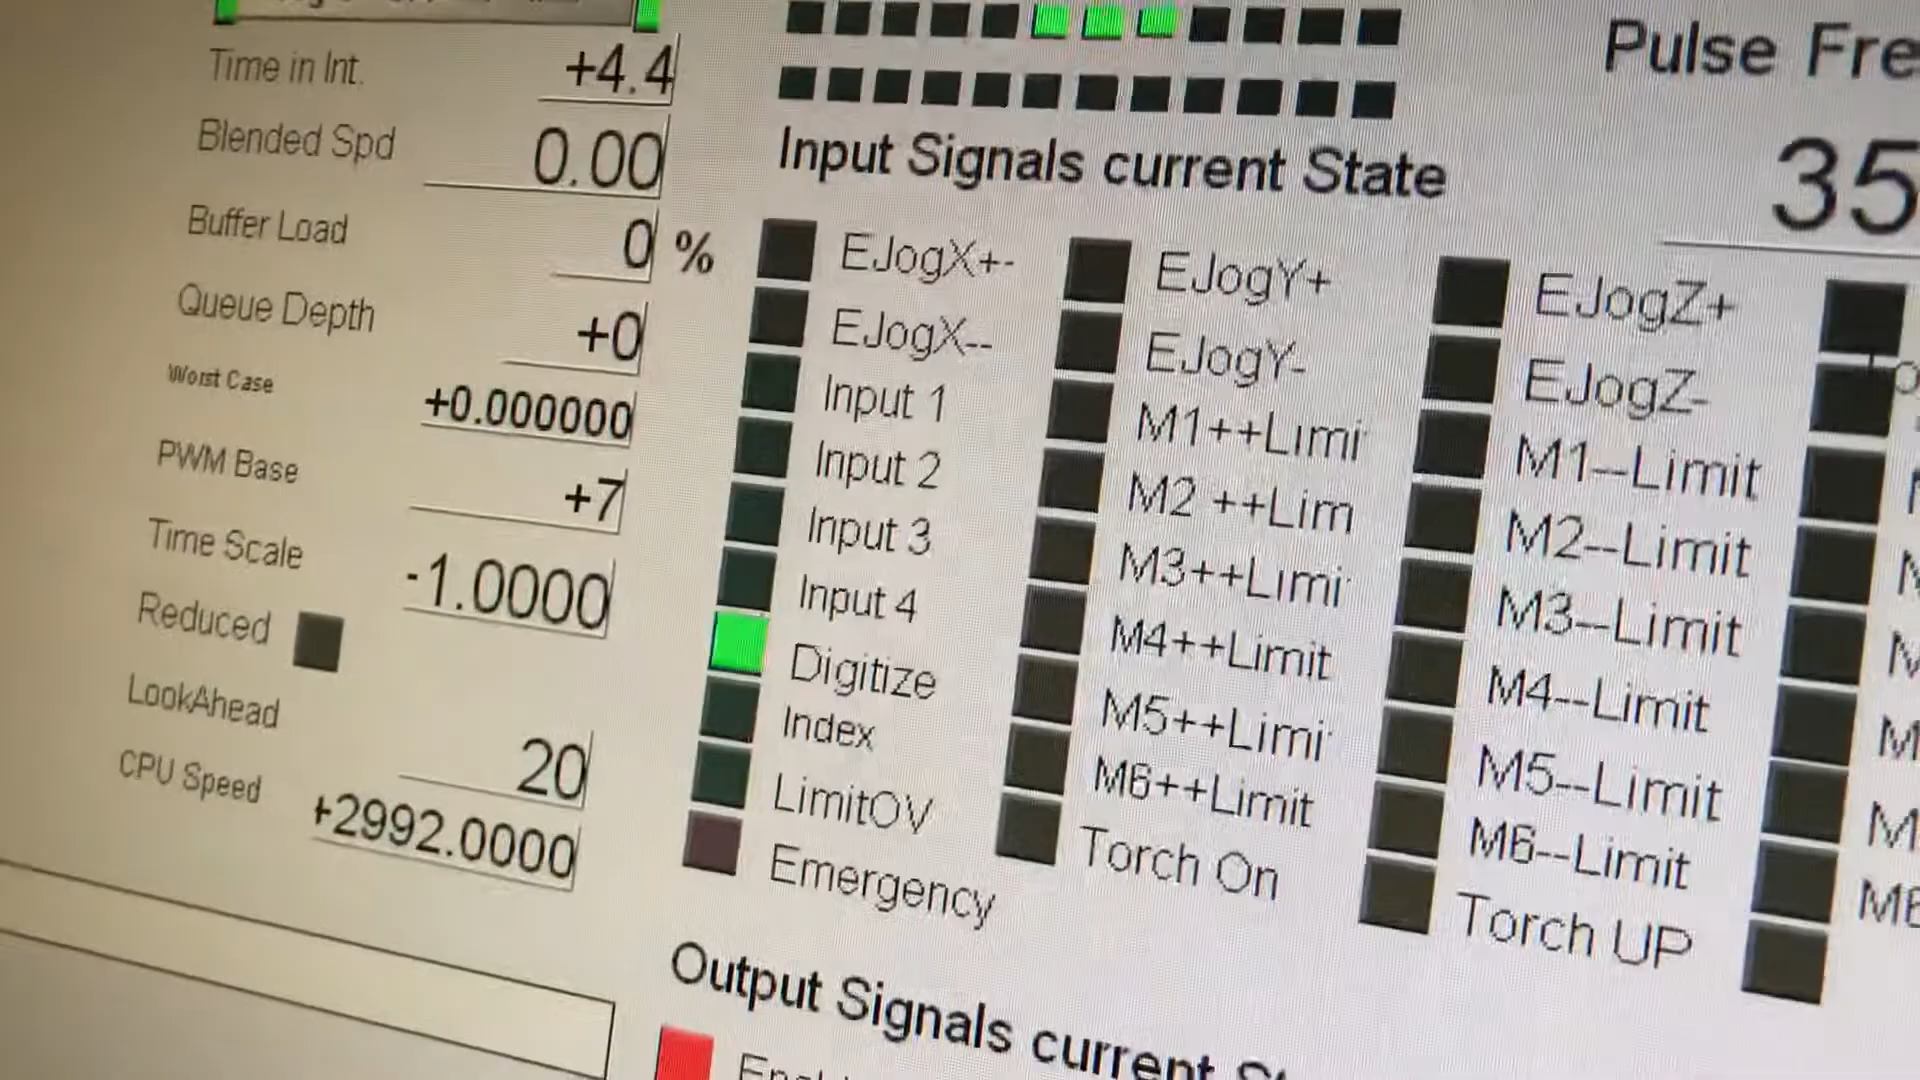 Time in Int. +4.4
Blended Spd 0.00
Buffer Load 0 %
Queue Depth +0
Worst Case +0.000000
PWM Base +7
Time Scale -1.0000
Reduced
LookAhead 20
CPU Speed +2992.0000
Pulse Fre
35
Input Signals current State
EJogX+- EJogY+ EJogZ+
EJogX-- EJogY- EJogZ-
Input 1 M1++Limi M1--Limit
Input 2 M2 ++Lim M2--Limit
Input 3 M3++Limi M3--Limit
Input 4 M4++Limit M4--Limit
Digitize M5++Limi M5--Limit
Index M6++Limit M6--Limit
LimitOV Torch On Torch UP
Emergency
Output Signals current